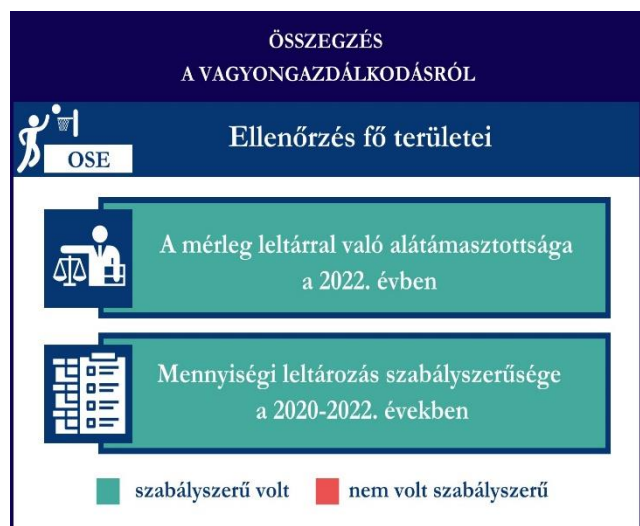 ÖSSZEGZÉS
A VAGYONGAZDÁLKODÁSRÓL
OSE
Ellenőrzés fő területei
A mérleg leltárral való alátámasztottsága
a 2022. évben
Mennyiségi leltározás szabályszerűsége
a 2020-2022. években
szabályszerű volt
nem volt szabályszerű